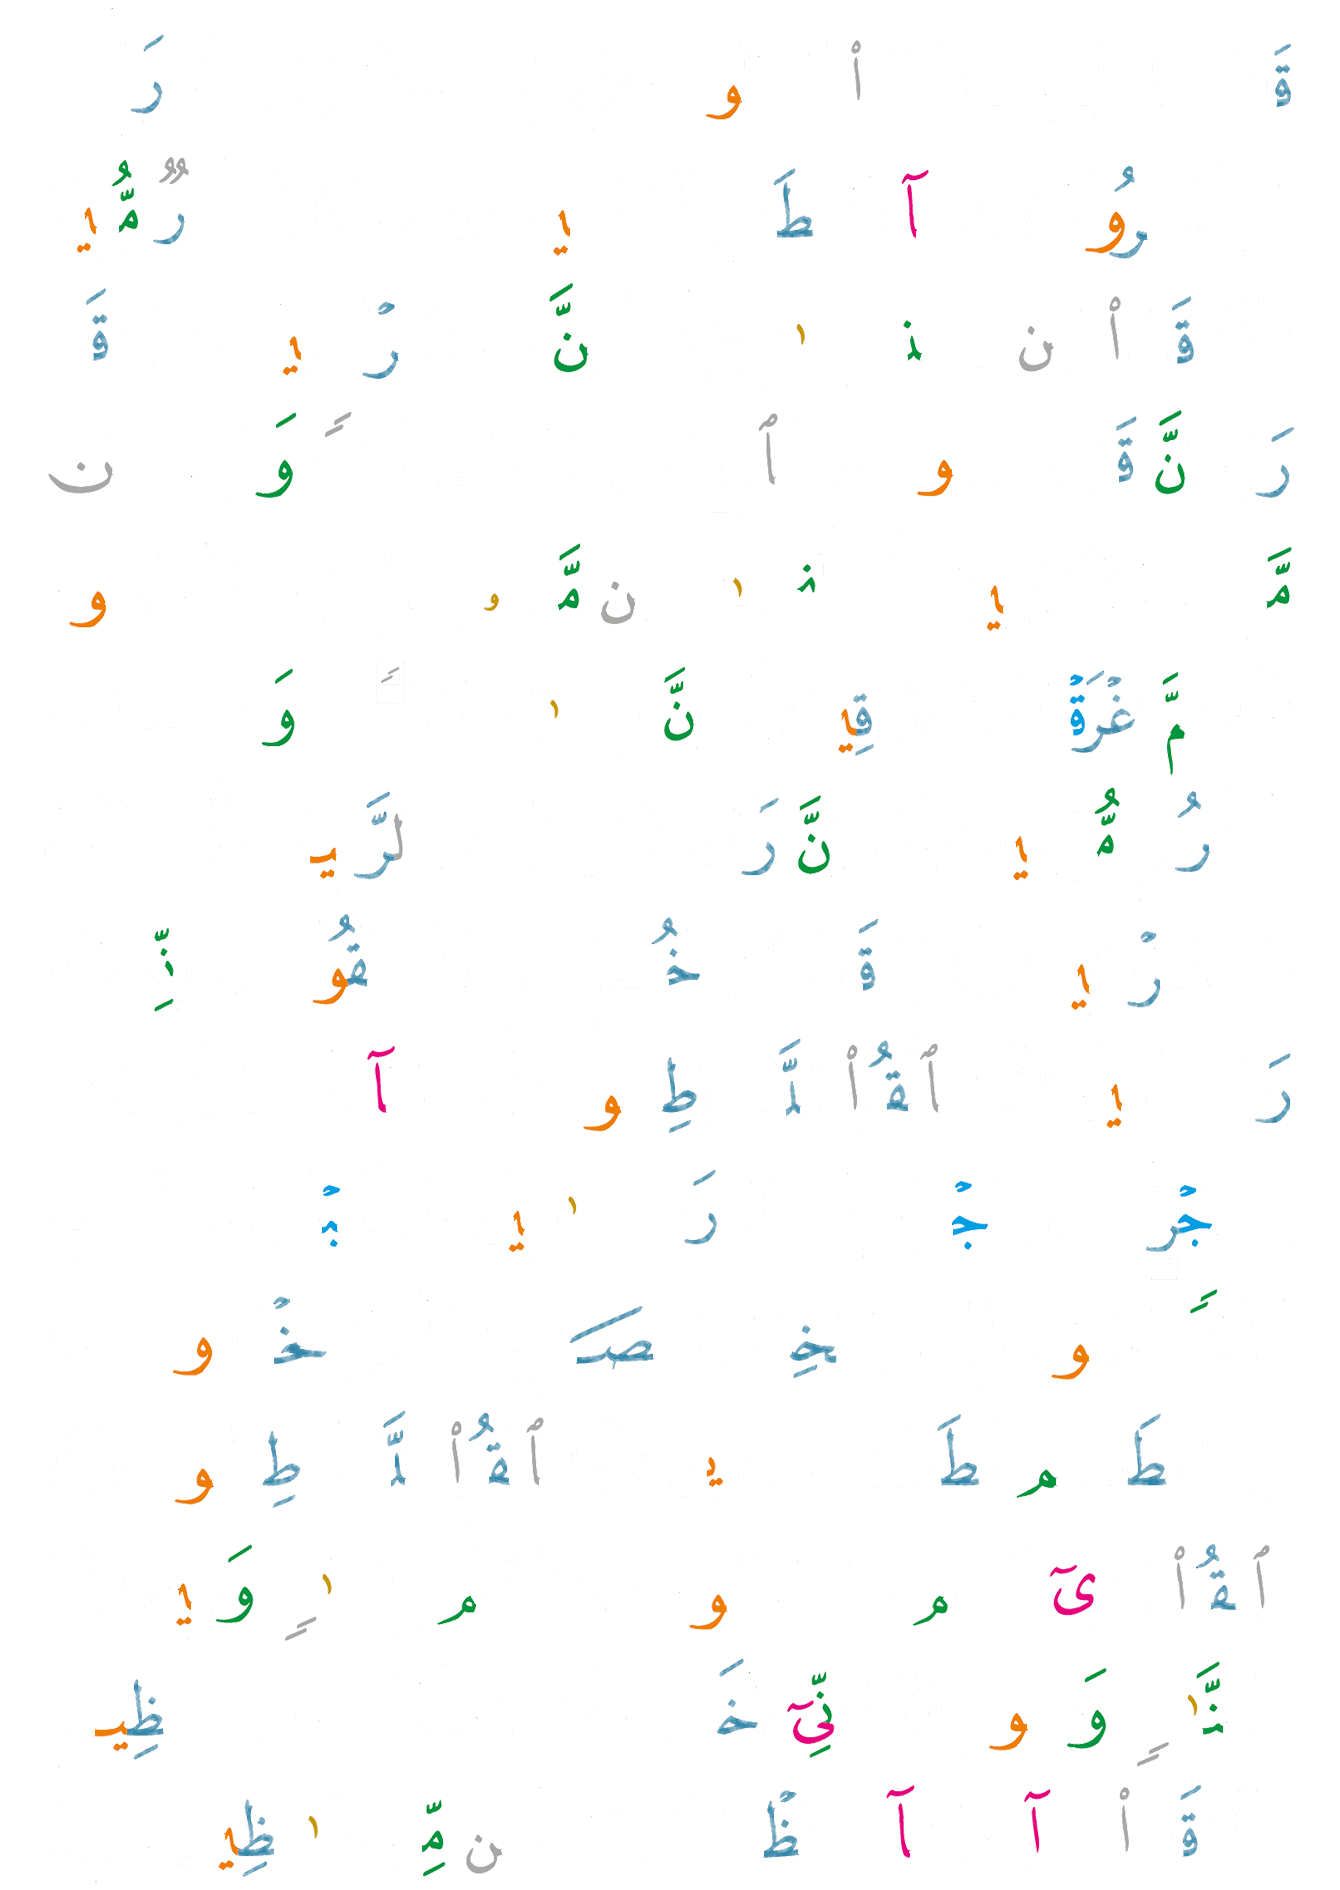 قَ اْ و رَ
رُو آ طَ ي رٌ مُّ ي
قَ اْ ن ن ا نَّ رْ ي قَ
رَ نَّ قَ و ٱ ً وَ ن
مَّ ي ن ا ن مَّ و و
مَّ غْرَقْ قِي نَّ ا ً وَ
رُ مُّ ي نَّ رَ لرَّي
رْ ي قَ خُ قُو نِّ
رَ ي ٱ قُ اْ لَّ طِ و آ
جْر جْ رَ ا ي بْ
ً و خِ صَ خْ و
طَ م طَ ي ٱ قُ اْ لَّ طِ و
ٱ قُ اْ ىٓ م و م ا ٍ وَ ي
نَّ ا ٍ وَ و نِّىٓ خَ ظِي
قَ اْ آ آ ظْ ن مِّ ا ظِي